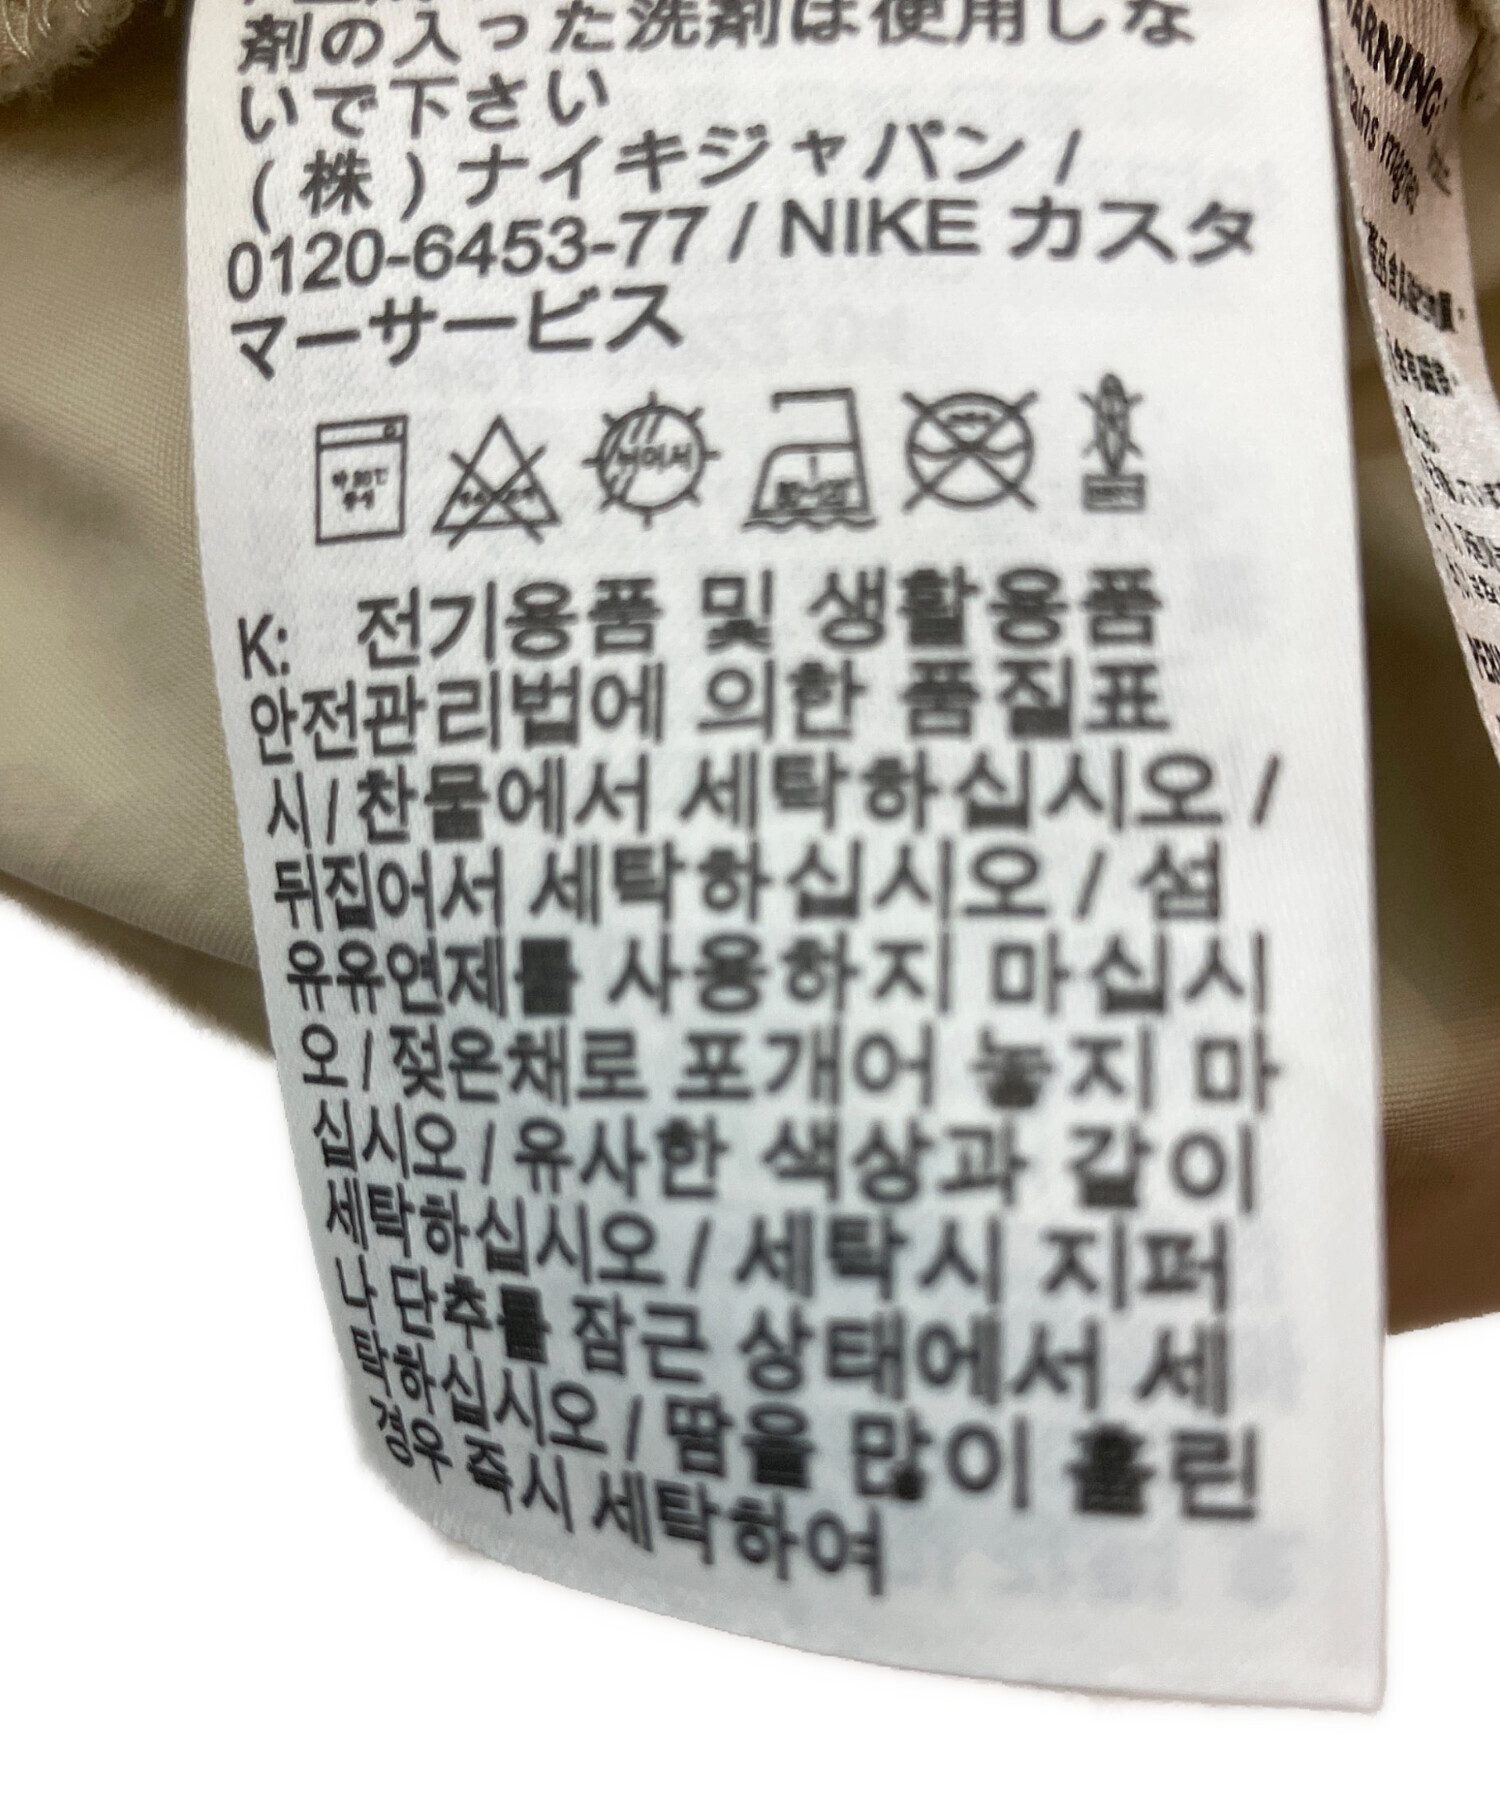 剤の入った洗剤は使用しな
いで下さい
(株)ナイキジャパン /
0120-6453-77 / NIKE カスタ
マーサービス
뉘어서
K: 전기용품 및 생활용품
안전관리법에 의한 품질표
시 / 찬물에서 세탁하십시오 /
뒤집어서 세탁하십시오 / 섬
유유연제를 사용하지 마십시
오 / 젖은채로 포개어 놓지 마
십시오 / 유사한 색상과 같이
세탁하십시오 / 세탁시 지퍼
나 단추를 잠근 상태에서 세
탁하십시오 / 땀을 많이 흘린
경우 즉시 세탁하여
WARNING: